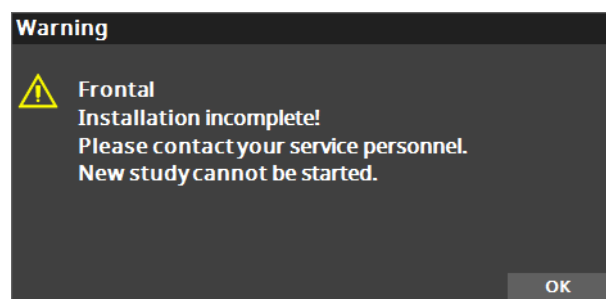 Warning
Frontal
Installation incomplete!
Please contact your service personnel.
New study cannot be started.
OK